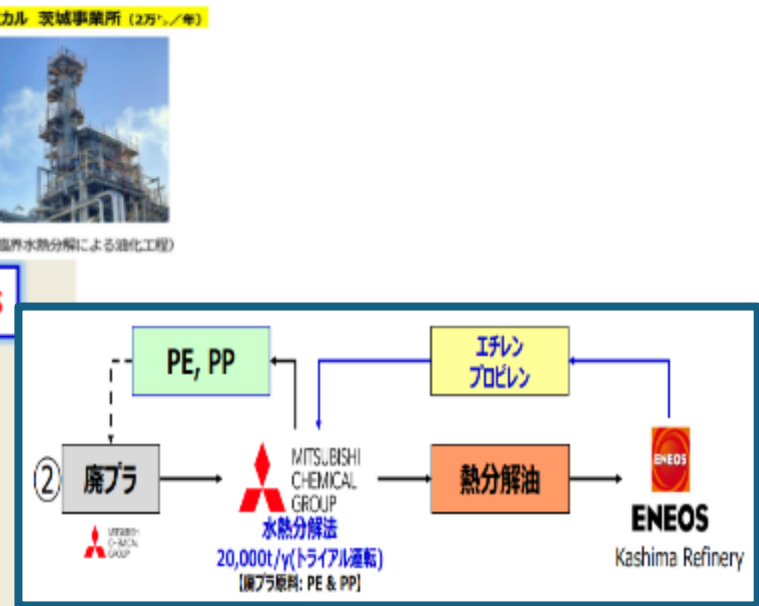 カル 茨城事業所（2万㌧／年）
臨界水熱分解による油化工程）
S
PE, PP
エチレン
プロピレン
②
廃プラ
MITSUBISHI
CHEMICAL
GROUP
MITSUBISHI
CHEMICAL
GROUP
水熱分解法
20,000t/y(トライアル運転)
【廃プラ原料: PE & PP】
熱分解油
ENEOS
ENEOS
Kashima Refinery